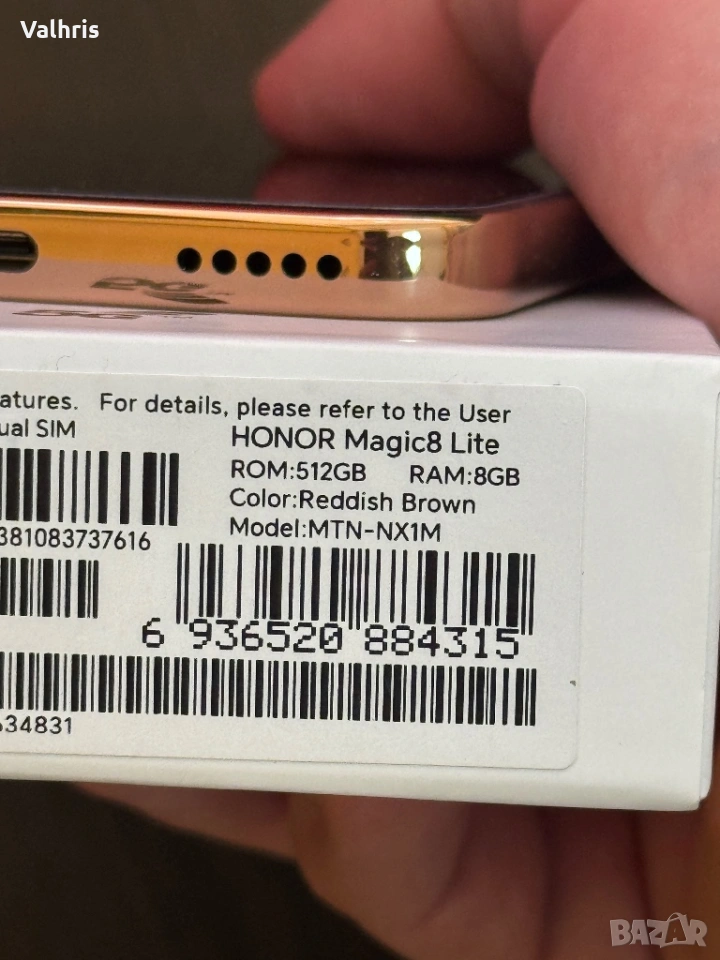 Valhris
atures. For details, please refer to the User
ual SIM
HONOR Magic8 Lite
ROM:512GB RAM:8GB
Color:Reddish Brown
Model:MTN-NX1M
381083737616
6 936520 884315
634831
BAZAR